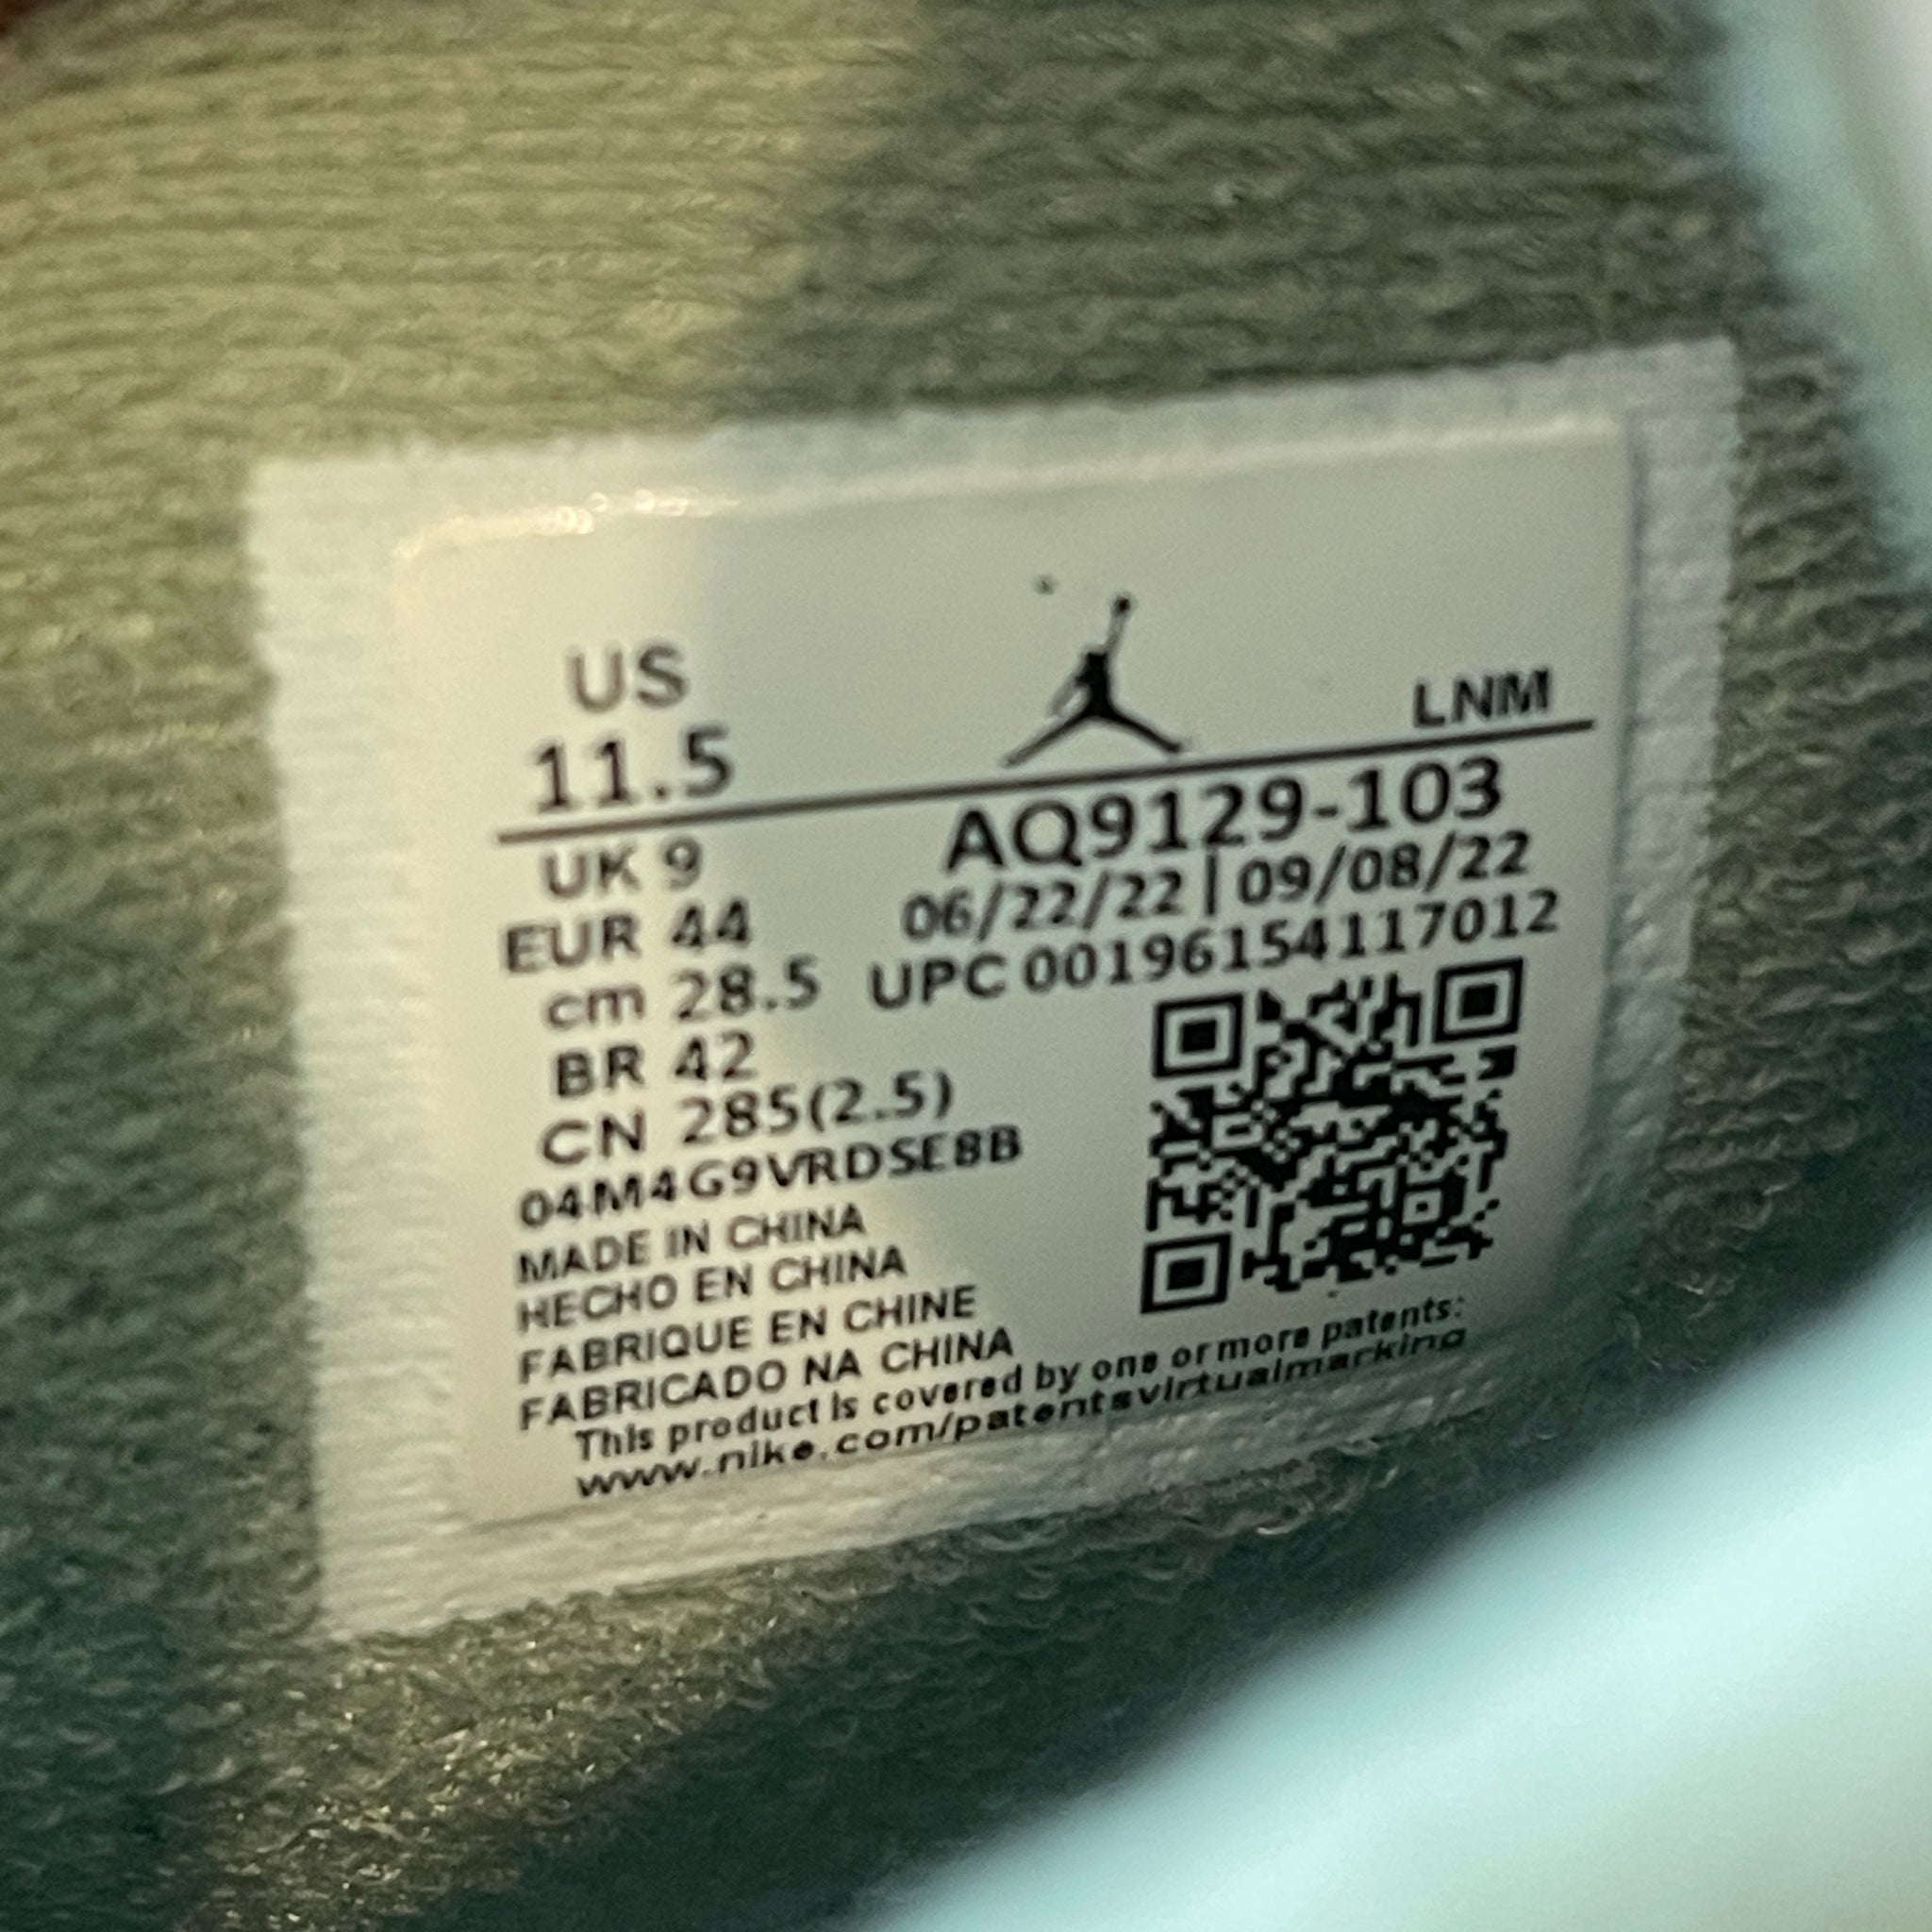 US
11.5
LNM
UK 9
EUR 44
cm 28.5
BR 42
CN 285(2.5)
04M4G9VRDSE8B
AQ9129-103
06/22/22 | 09/08/22
UPC 00196154117012
MADE IN CHINA
HECHO EN CHINA
FABRIQUE EN CHINE
FABRICADO NA CHINA
This product is covered by one or more patents:
www.nike.com/patentsvirtualmarking